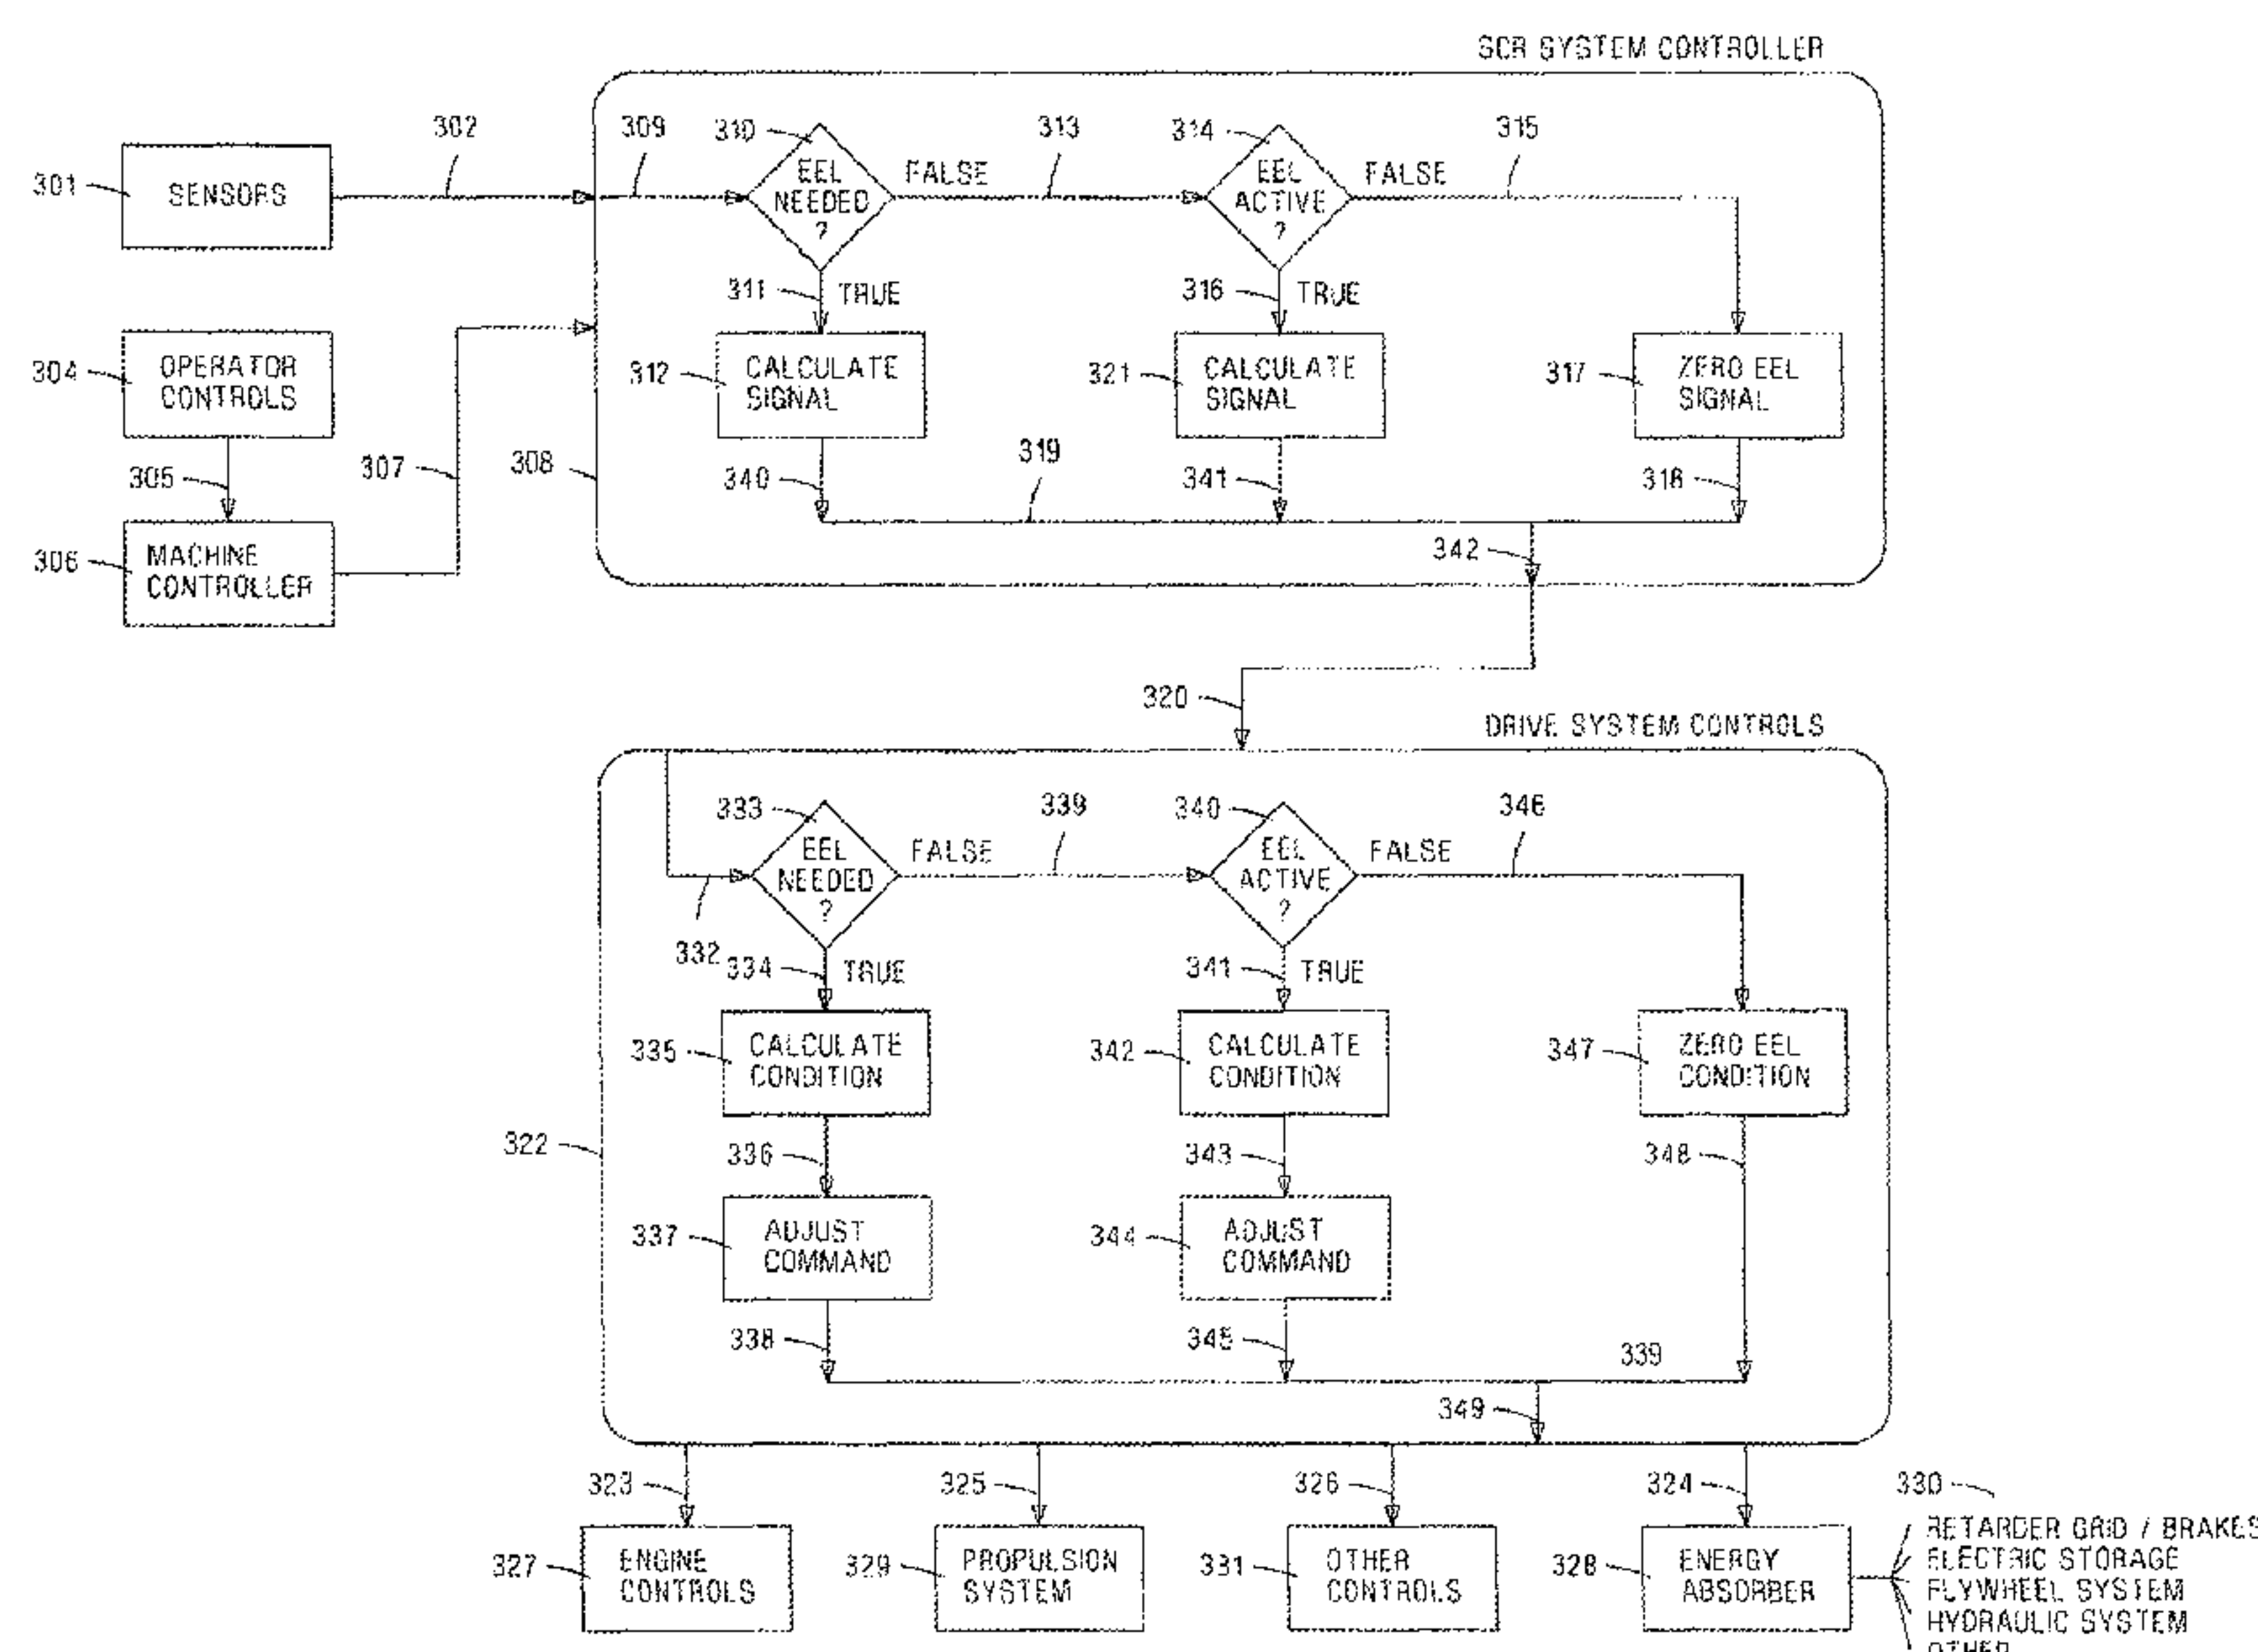 SCR SYSTEM CONTROLLER
302
309
310
313
314
315
301
SENSORS
EEL
NEEDED
?
FALSE
EEL
ACTIVE
?
FALSE
311
TRUE
316
TRUE
304
OPERATOR
CONTROLS
312
CALCULATE
SIGNAL
321
CALCULATE
SIGNAL
317
ZERO EEL
SIGNAL
305
307
308
340
319
341
318
306
MACHINE
CONTROLLER
342
320
DRIVE SYSTEM CONTROLS
333
339
340
346
EEL
NEEDED
?
FALSE
EEL
ACTIVE
?
FALSE
332
334
TRUE
341
TRUE
335
CALCULATE
CONDITION
342
CALCULATE
CONDITION
347
ZERO EEL
CONDITION
322
336
343
348
337
ADJUST
COMMAND
344
ADJUST
COMMAND
338
345
339
349
323
325
326
324
330
327
ENGINE
CONTROLS
329
PROPULSION
SYSTEM
331
OTHER
CONTROLS
328
ENERGY
ABSORBER
RETARDER GRID / BRAKES
ELECTRIC STORAGE
FLYWHEEL SYSTEM
HYDRAULIC SYSTEM
OTHER